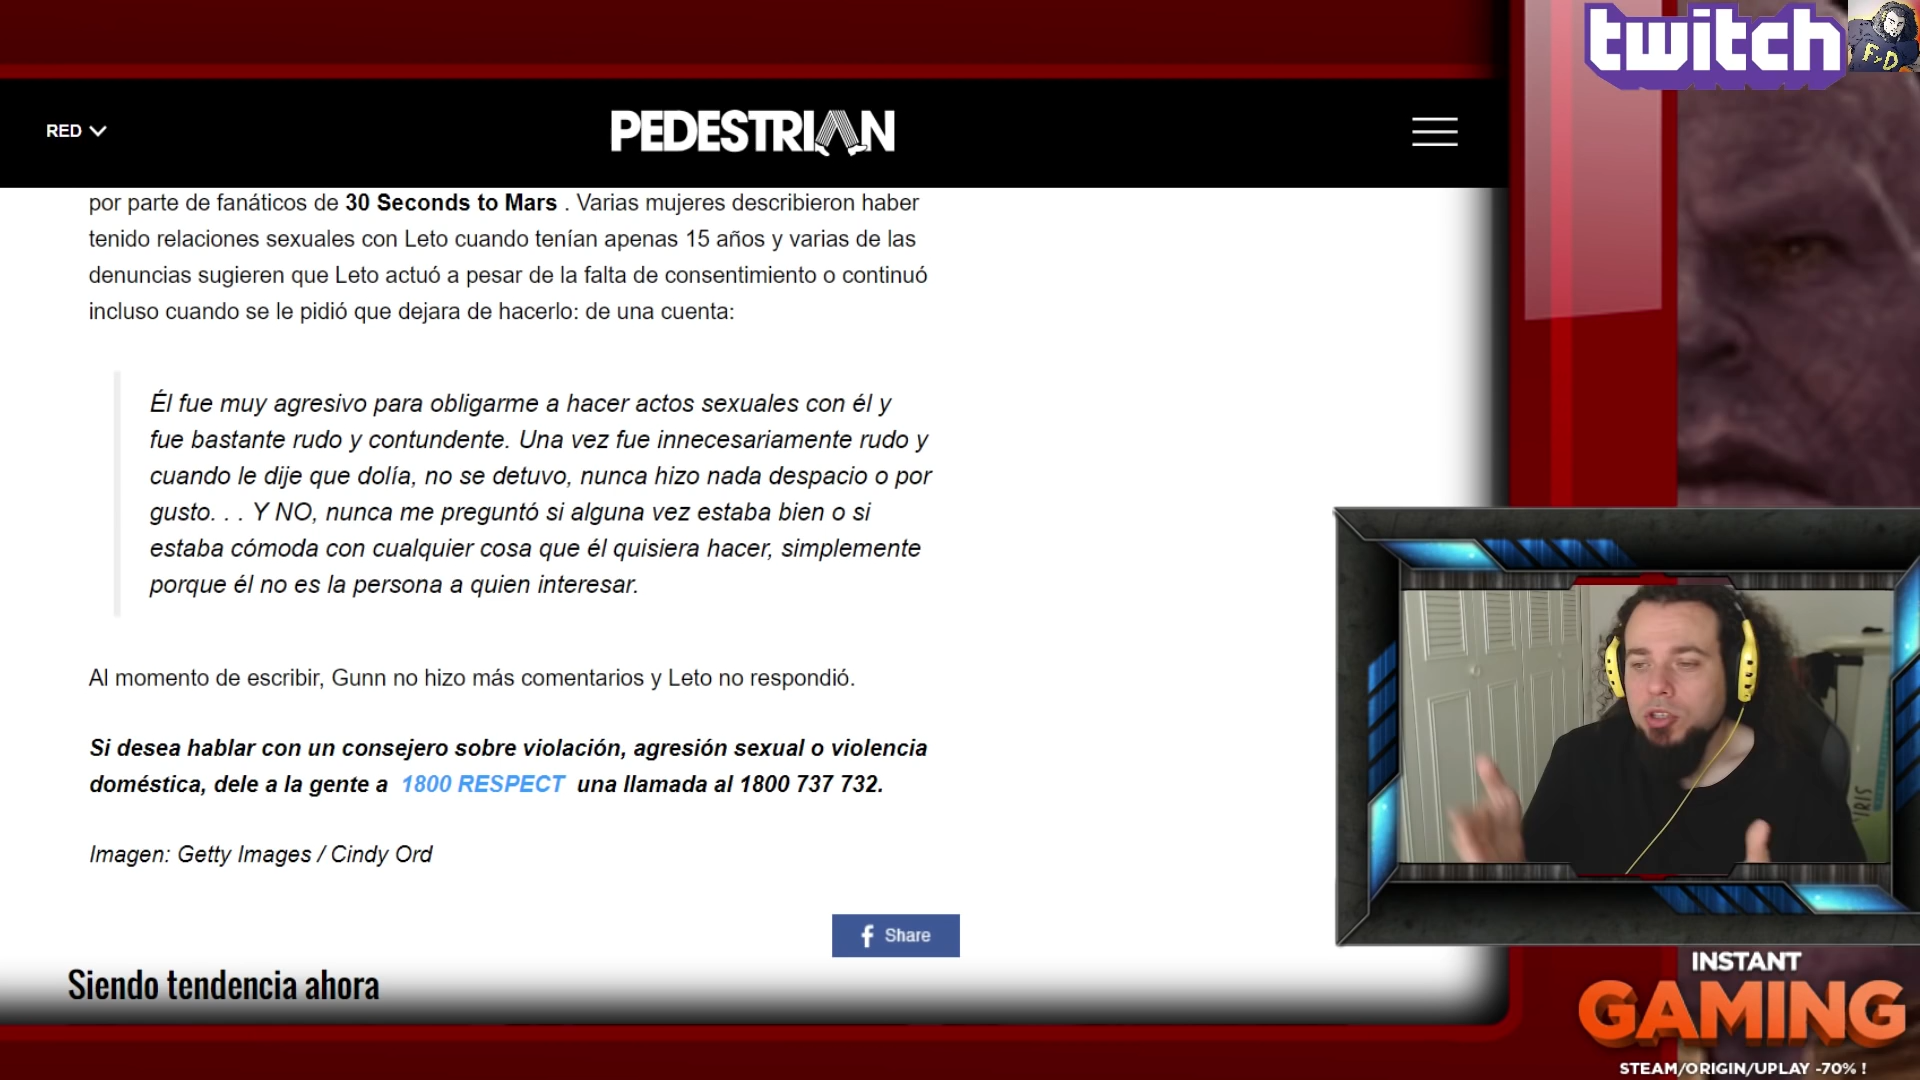 twitch
F y D
RED
PEDESTRIAN
por parte de fanáticos de 30 Seconds to Mars . Varias mujeres describieron haber
tenido relaciones sexuales con Leto cuando tenían apenas 15 años y varias de las
denuncias sugieren que Leto actuó a pesar de la falta de consentimiento o continuó
incluso cuando se le pidió que dejara de hacerlo: de una cuenta:
Él fue muy agresivo para obligarme a hacer actos sexuales con él y
fue bastante rudo y contundente. Una vez fue innecesariamente rudo y
cuando le dije que dolía, no se detuvo, nunca hizo nada despacio o por
gusto. . . Y NO, nunca me preguntó si alguna vez estaba bien o si
estaba cómoda con cualquier cosa que él quisiera hacer, simplemente
porque él no es la persona a quien interesar.
Al momento de escribir, Gunn no hizo más comentarios y Leto no respondió.
Si desea hablar con un consejero sobre violación, agresión sexual o violencia
doméstica, dele a la gente a 1800 RESPECT una llamada al 1800 737 732.
Imagen: Getty Images / Cindy Ord
Share
Siendo tendencia ahora
INSTANT
GAMING
STEAM/ORIGIN/UPLAY -70% !